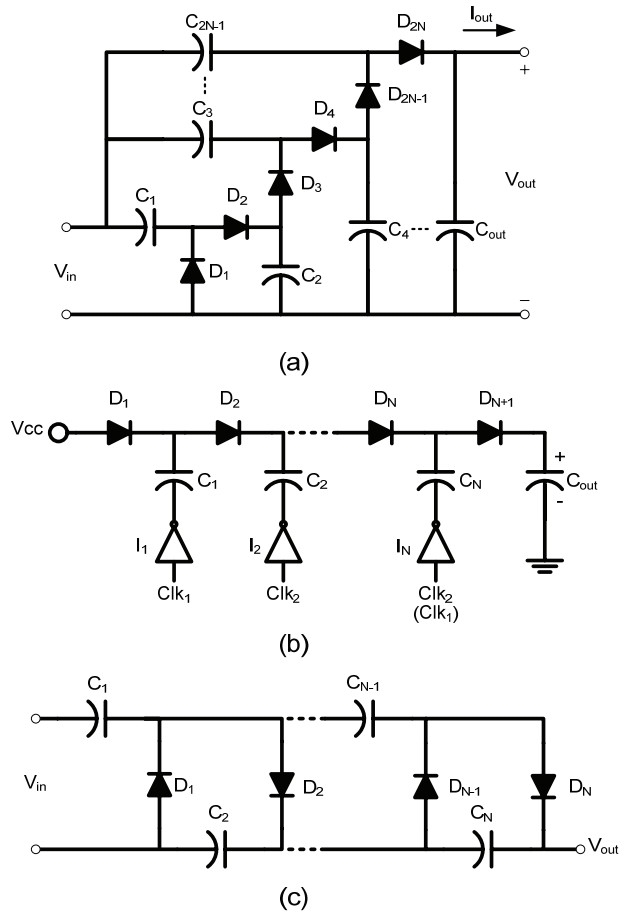 C2N-1 D2N Iout
+
D2N-1
C3 D4
Vout
D3
C1 D2
C4 Cout
Vin D1 C2
–
(a)
D1 D2 DN DN+1
Vcc
+
C1 C2 CN Cout
-
I1 I2 IN
Clk1 Clk2 Clk2
(Clk1)
(b)
C1 CN-1
Vin D1 D2 DN-1 DN
C2 CN
Vout
(c)